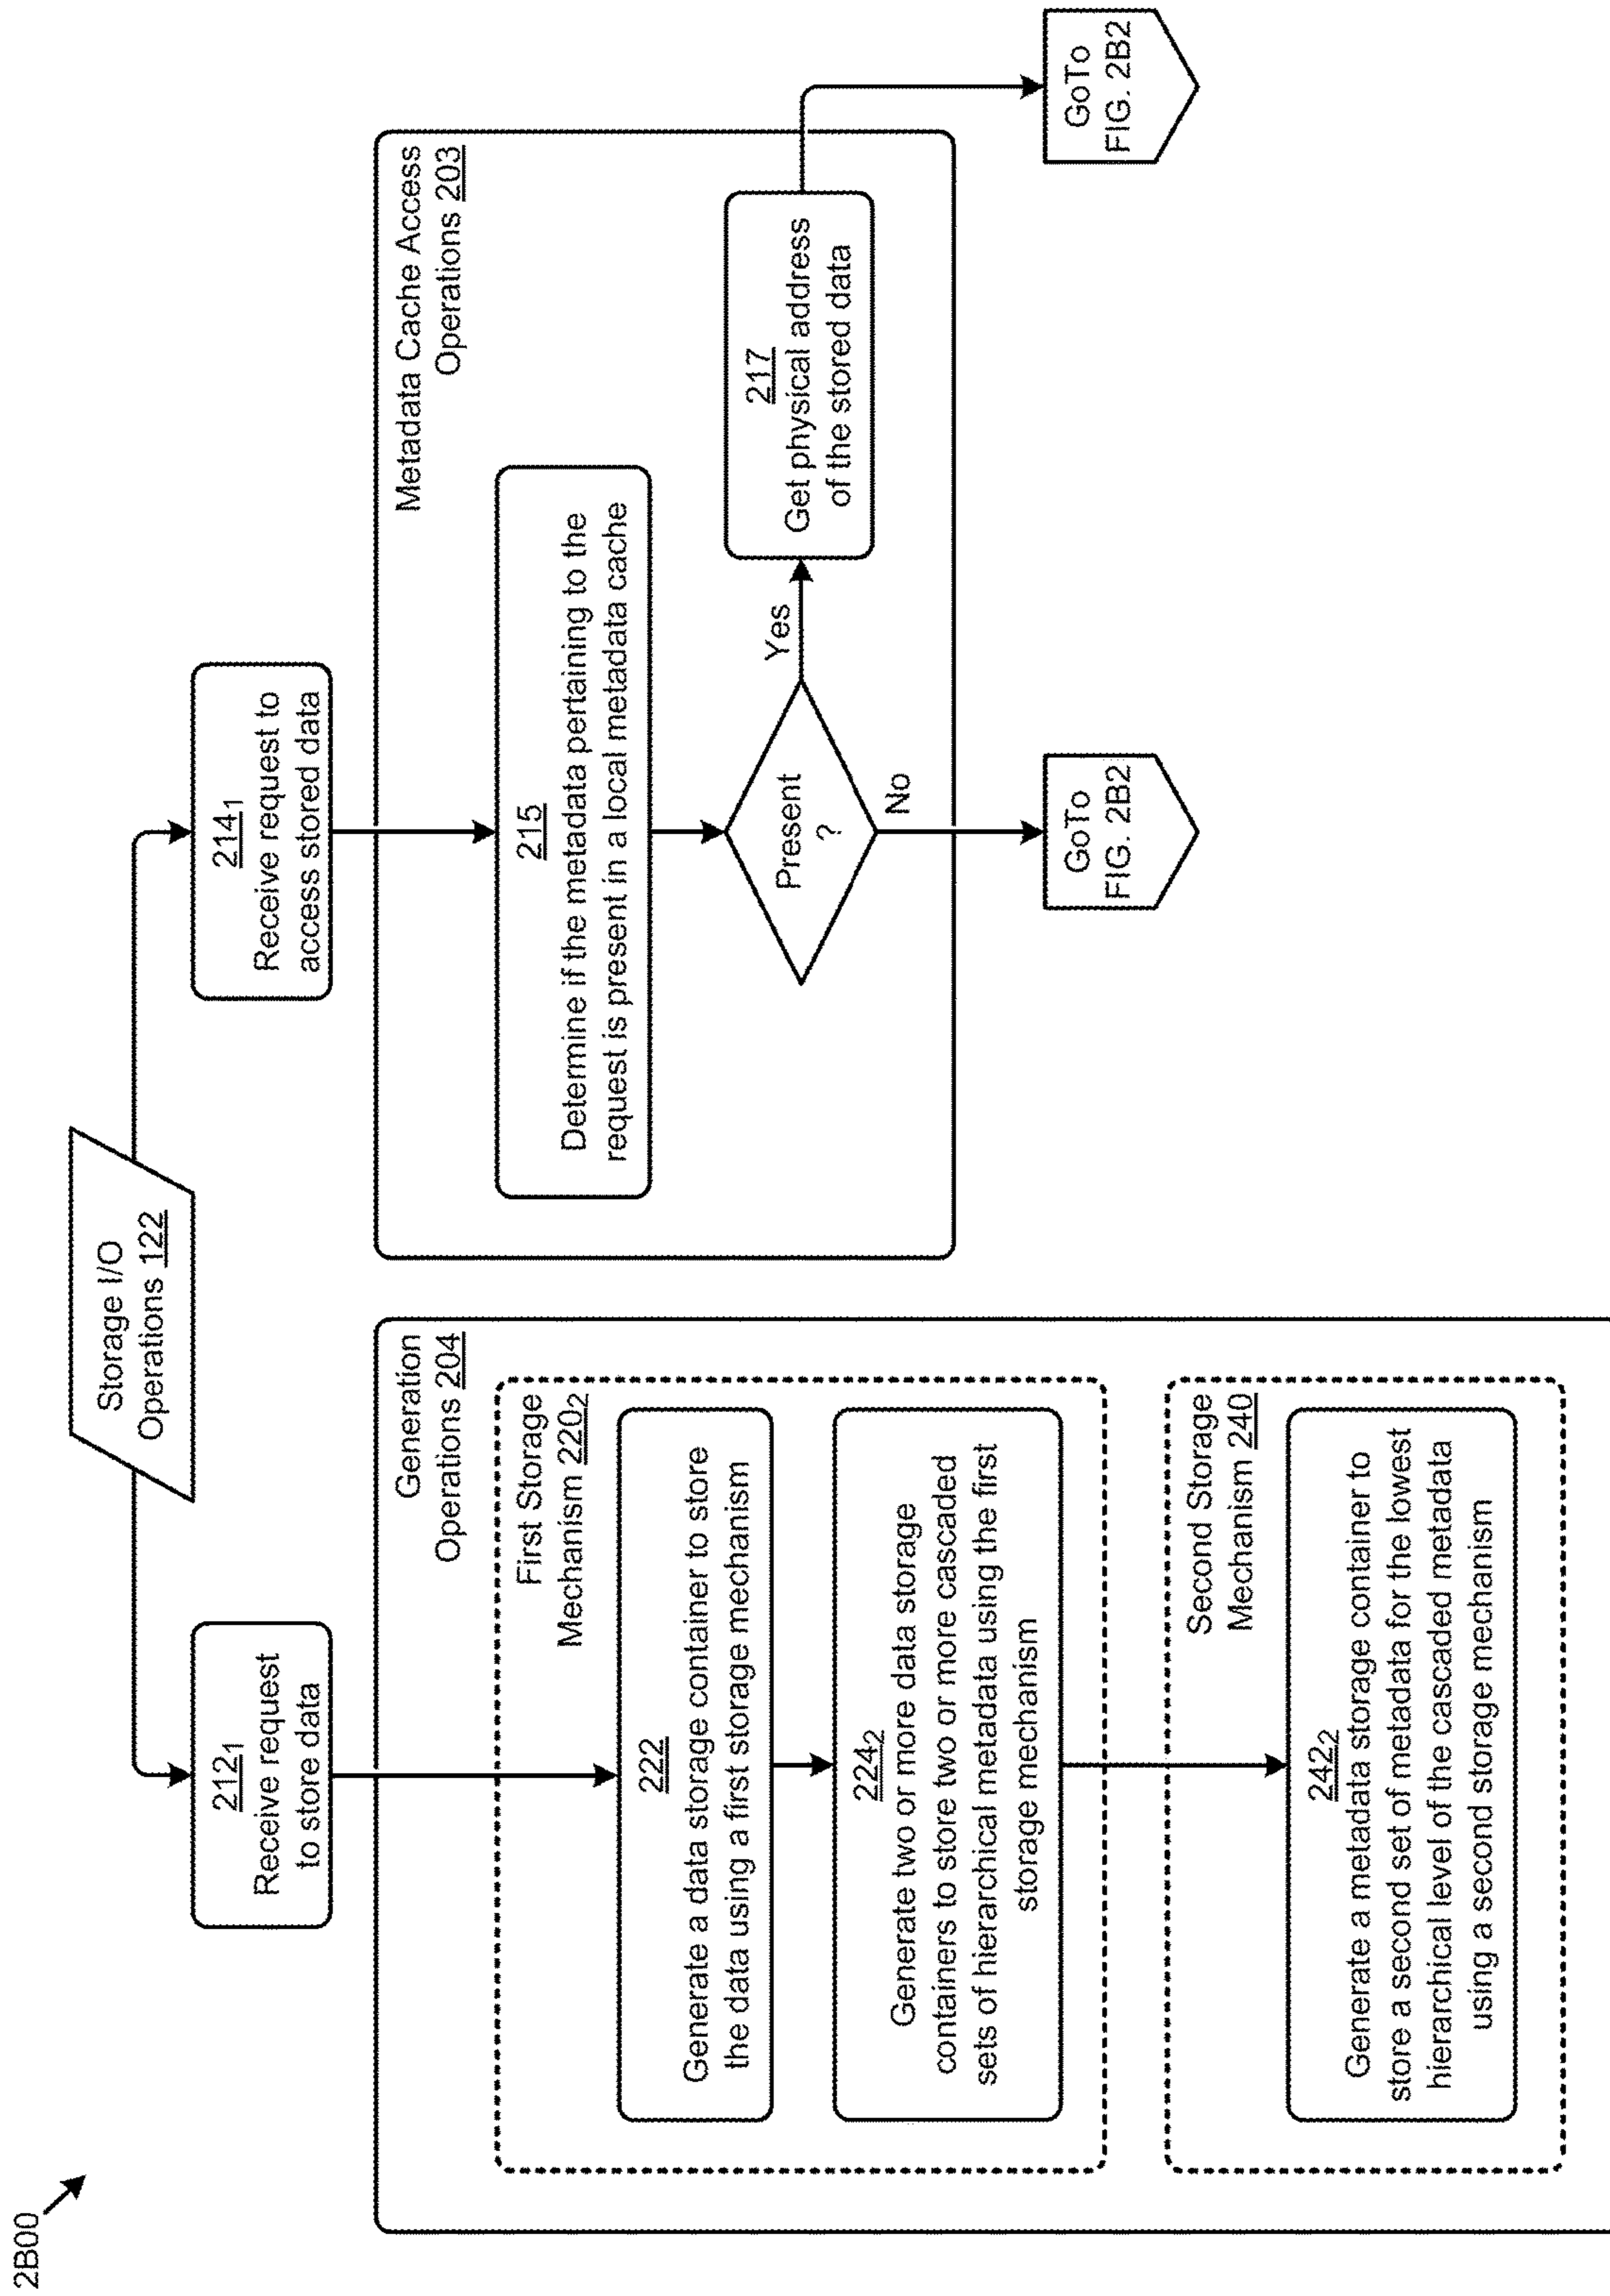 2B00
Storage I/O
Operations 122
212₁
Receive request
to store data
Generation
Operations 204
First Storage
Mechanism 220₂
222
Generate a data storage container to store
the data using a first storage mechanism
224₂
Generate two or more data storage
containers to store two or more cascaded
sets of hierarchical metadata using the first
storage mechanism
Second Storage
Mechanism 240
242₂
Generate a metadata storage container to
store a second set of metadata for the lowest
hierarchical level of the cascaded metadata
using a second storage mechanism
214₁
Receive request to
access stored data
Metadata Cache Access
Operations 203
215
Determine if the metadata pertaining to the
request is present in a local metadata cache
Present
?
Yes
No
217
Get physical address
of the stored data
GoTo
FIG. 2B2
GoTo
FIG. 2B2